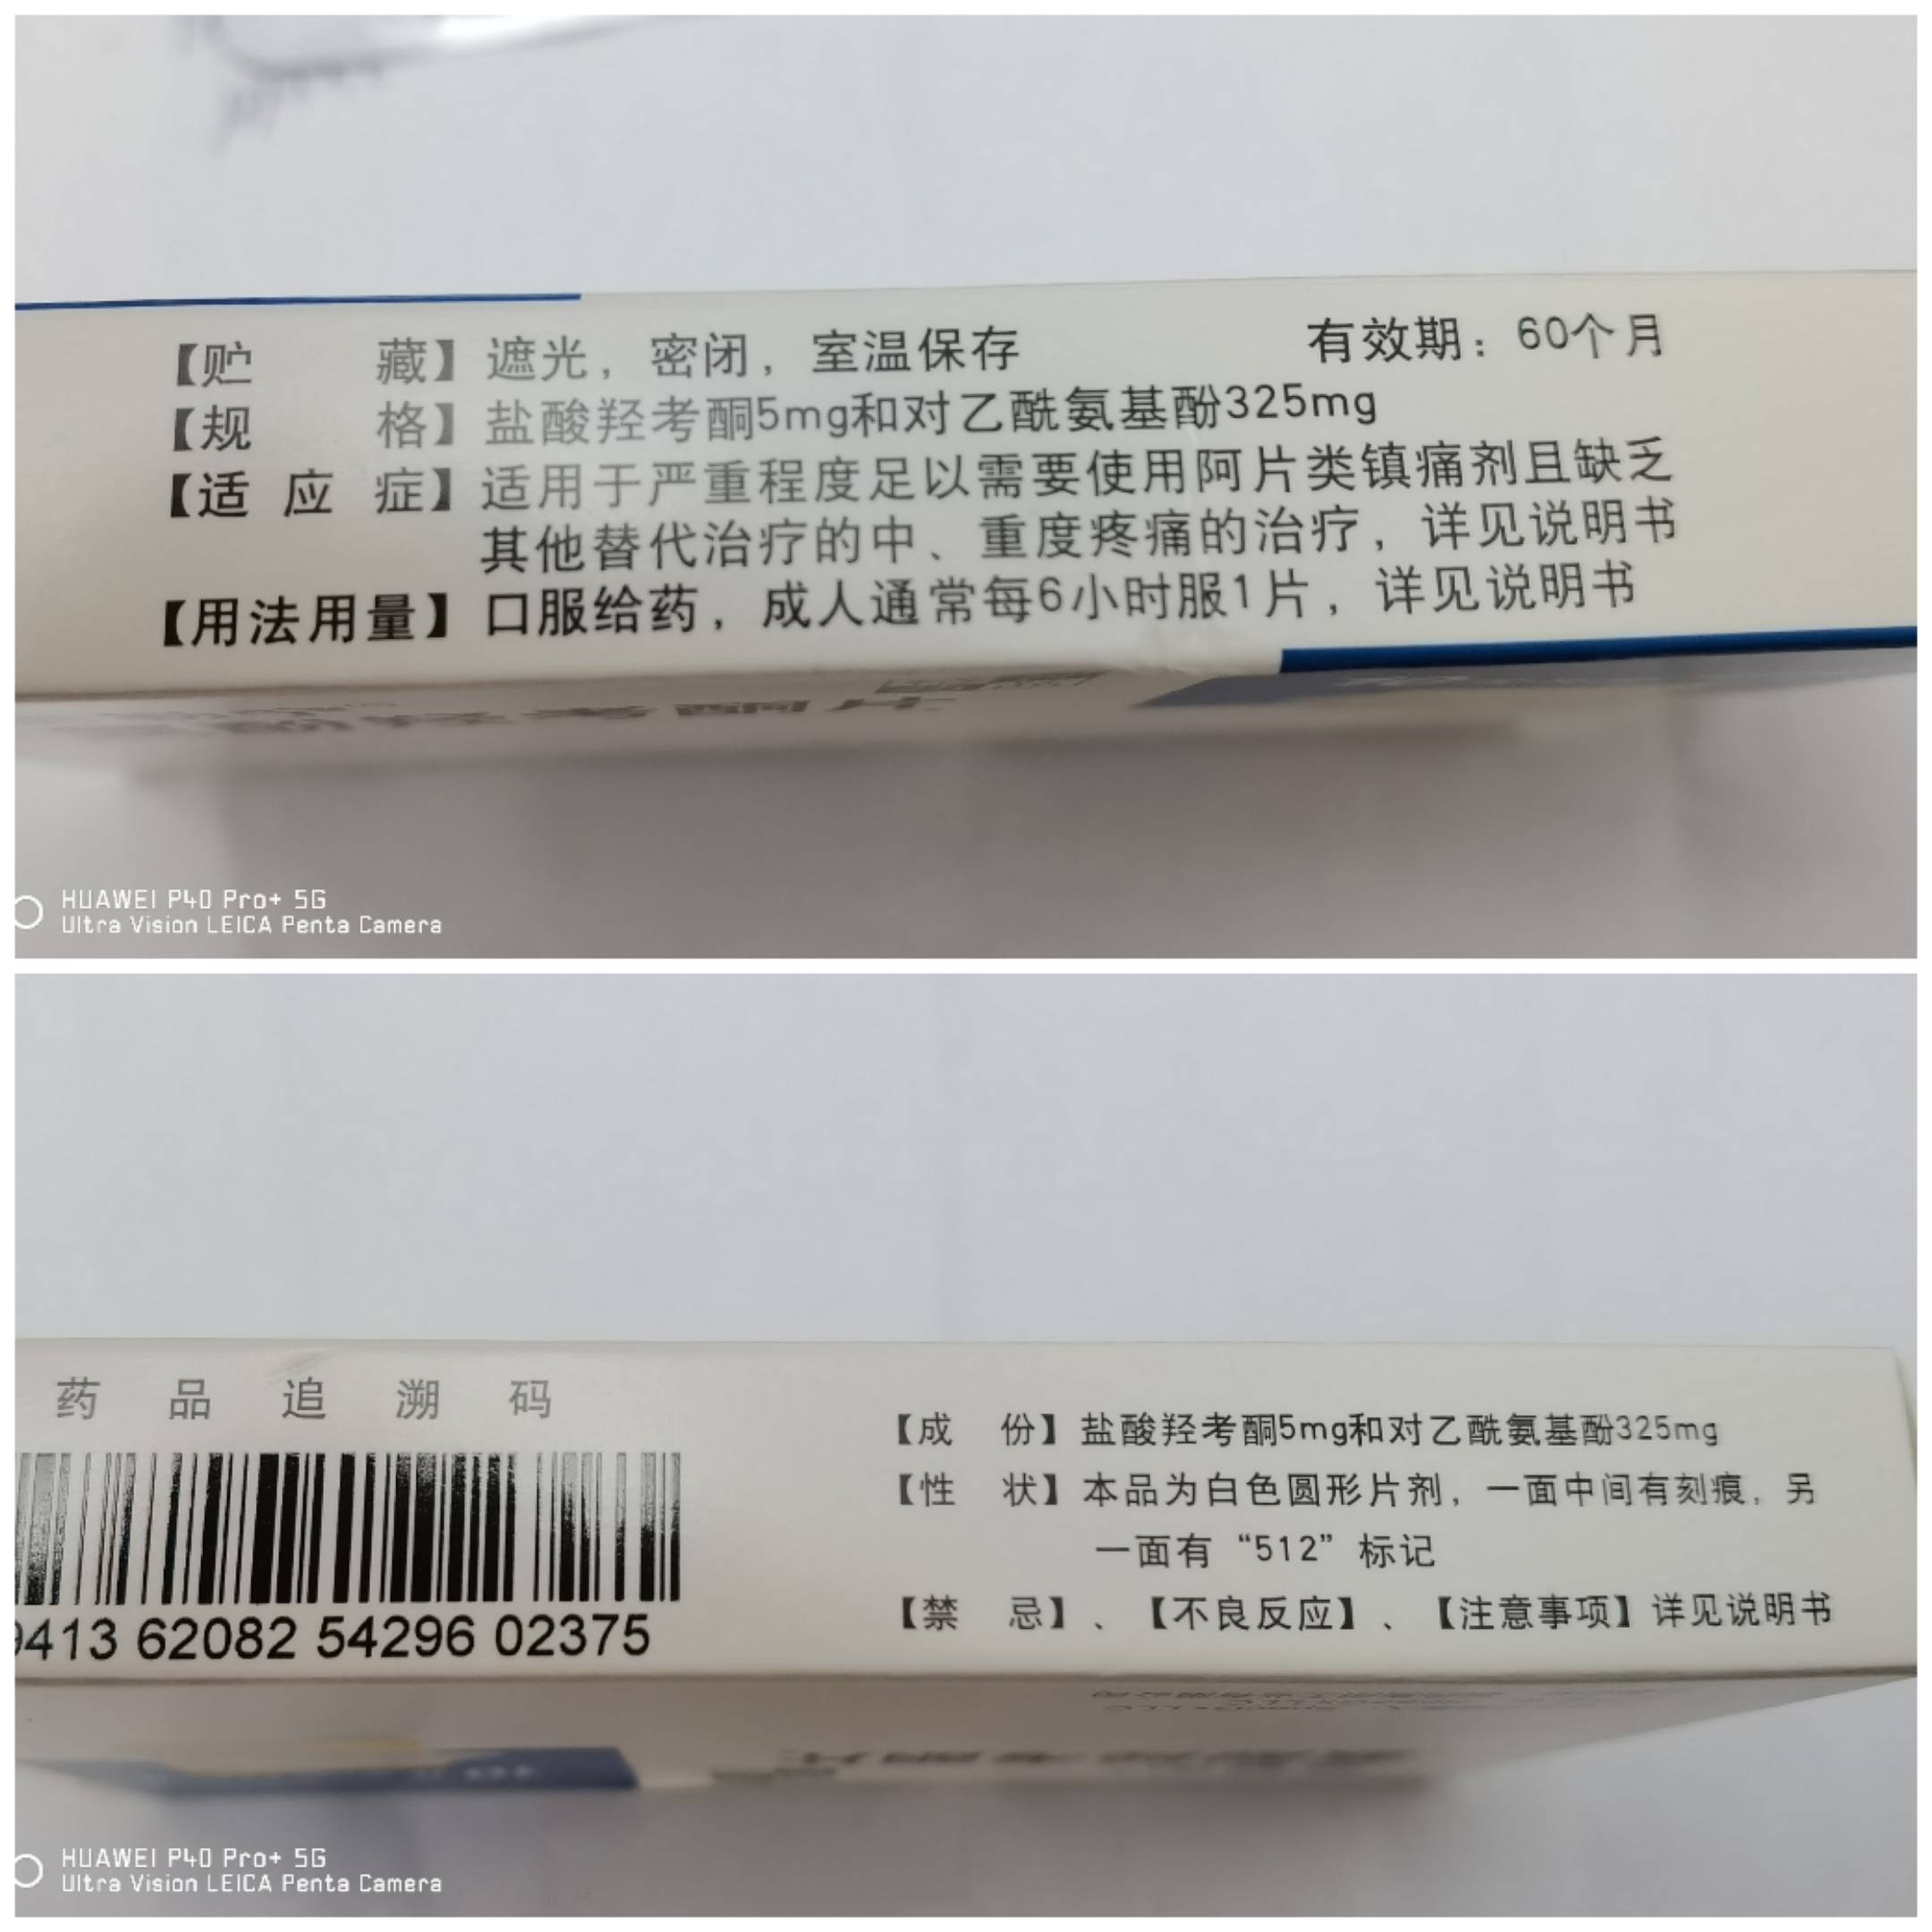 【贮 藏】遮光，密闭，室温保存 有效期：60个月
【规 格】盐酸羟考酮5mg和对乙酰氨基酚325mg
【适 应 症】适用于严重程度足以需要使用阿片类镇痛剂且缺乏
其他替代治疗的中、重度疼痛的治疗，详见说明书
【用法用量】口服给药，成人通常每6小时服1片，详见说明书
HUAWEI P40 Pro+ 5G
Ultra Vision LEICA Penta Camera
药 品 追 溯 码
9413 62082 54296 02375
【成 份】盐酸羟考酮5mg和对乙酰氨基酚325mg
【性 状】本品为白色圆形片剂，一面中间有刻痕，另
一面有“512”标记
【禁 忌】、【不良反应】、【注意事项】详见说明书
HUAWEI P40 Pro+ 5G
Ultra Vision LEICA Penta Camera